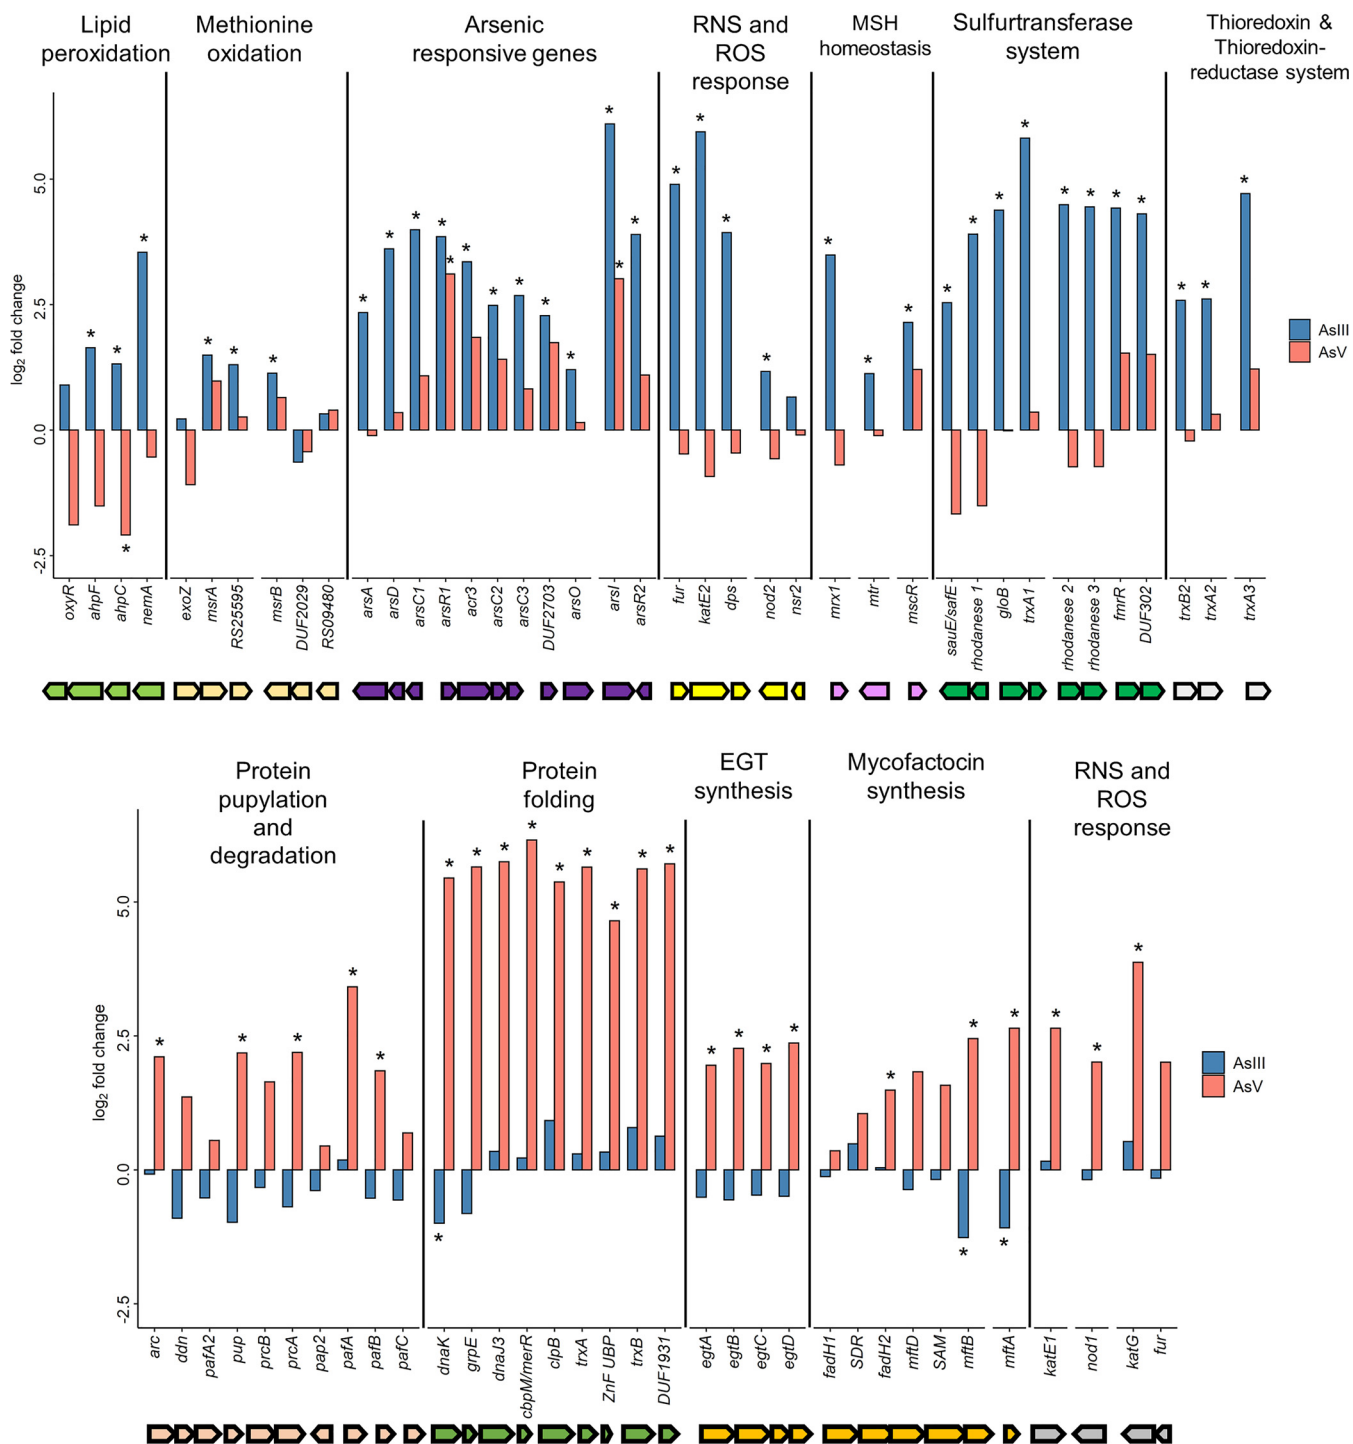 Lipid
peroxidation
Methionine
oxidation
Arsenic
responsive genes
RNS and
ROS
response
MSH
homeostasis
Sulfurtransferase
system
Thioredoxin &
Thioredoxin-
reductase system
log2 fold change
5.0
2.5
0.0
-2.5
* * * * * * * * * * * * * * * * * * * * * * * * * * * * * * * * * * * * * * *
AsIII
AsV
oxyR ahpF ahpC nemA exoZ msrA RS25595 msrB DUF2029 RS09480 arsA arsD arsC1 arsR1 acr3 arsC2 arsC3 DUF2703 arsO arsI arsR2 fur katE2 dps nod2 nsr2 mrx1 mtr mscR sauE/safE rhodanese 1 gloB trxA1 rhodanese 2 rhodanese 3 fmrR DUF302 trxB2 trxA2 trxA3
Protein
pupylation
and
degradation
Protein
folding
EGT
synthesis
Mycofactocin
synthesis
RNS and
ROS
response
log2 fold change
5.0
2.5
0.0
-2.5
* * * * * * * * * * * * * * * * * * * * * * * * * * *
AsIII
AsV
arc ddn pafA2 pup prcB prcA pap2 pafA pafB pafC dnaK grpE dnaJ3 cbpM/merR clpB trxA ZnF UBP trxB DUF1931 egtA egtB egtC egtD fadH1 SDR fadH2 mftD SAM mftB mftA katE1 nod1 katG fur